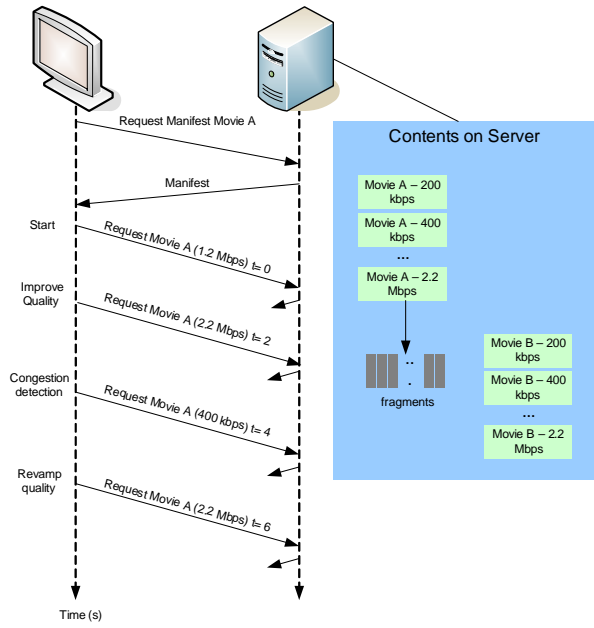 Request Manifest Movie A
Manifest
Start
Request Movie A (1.2 Mbps) t= 0
Improve
Quality
Request Movie A (2.2 Mbps) t= 2
Congestion
detection
Request Movie A (400 kbps) t= 4
Revamp
quality
Request Movie A (2.2 Mbps) t= 6
Time (s)
Contents on Server
Movie A – 200
kbps
Movie A – 400
kbps
...
Movie A – 2.2
Mbps
..
.
fragments
Movie B – 200
kbps
Movie B – 400
kbps
...
Movie B – 2.2
Mbps